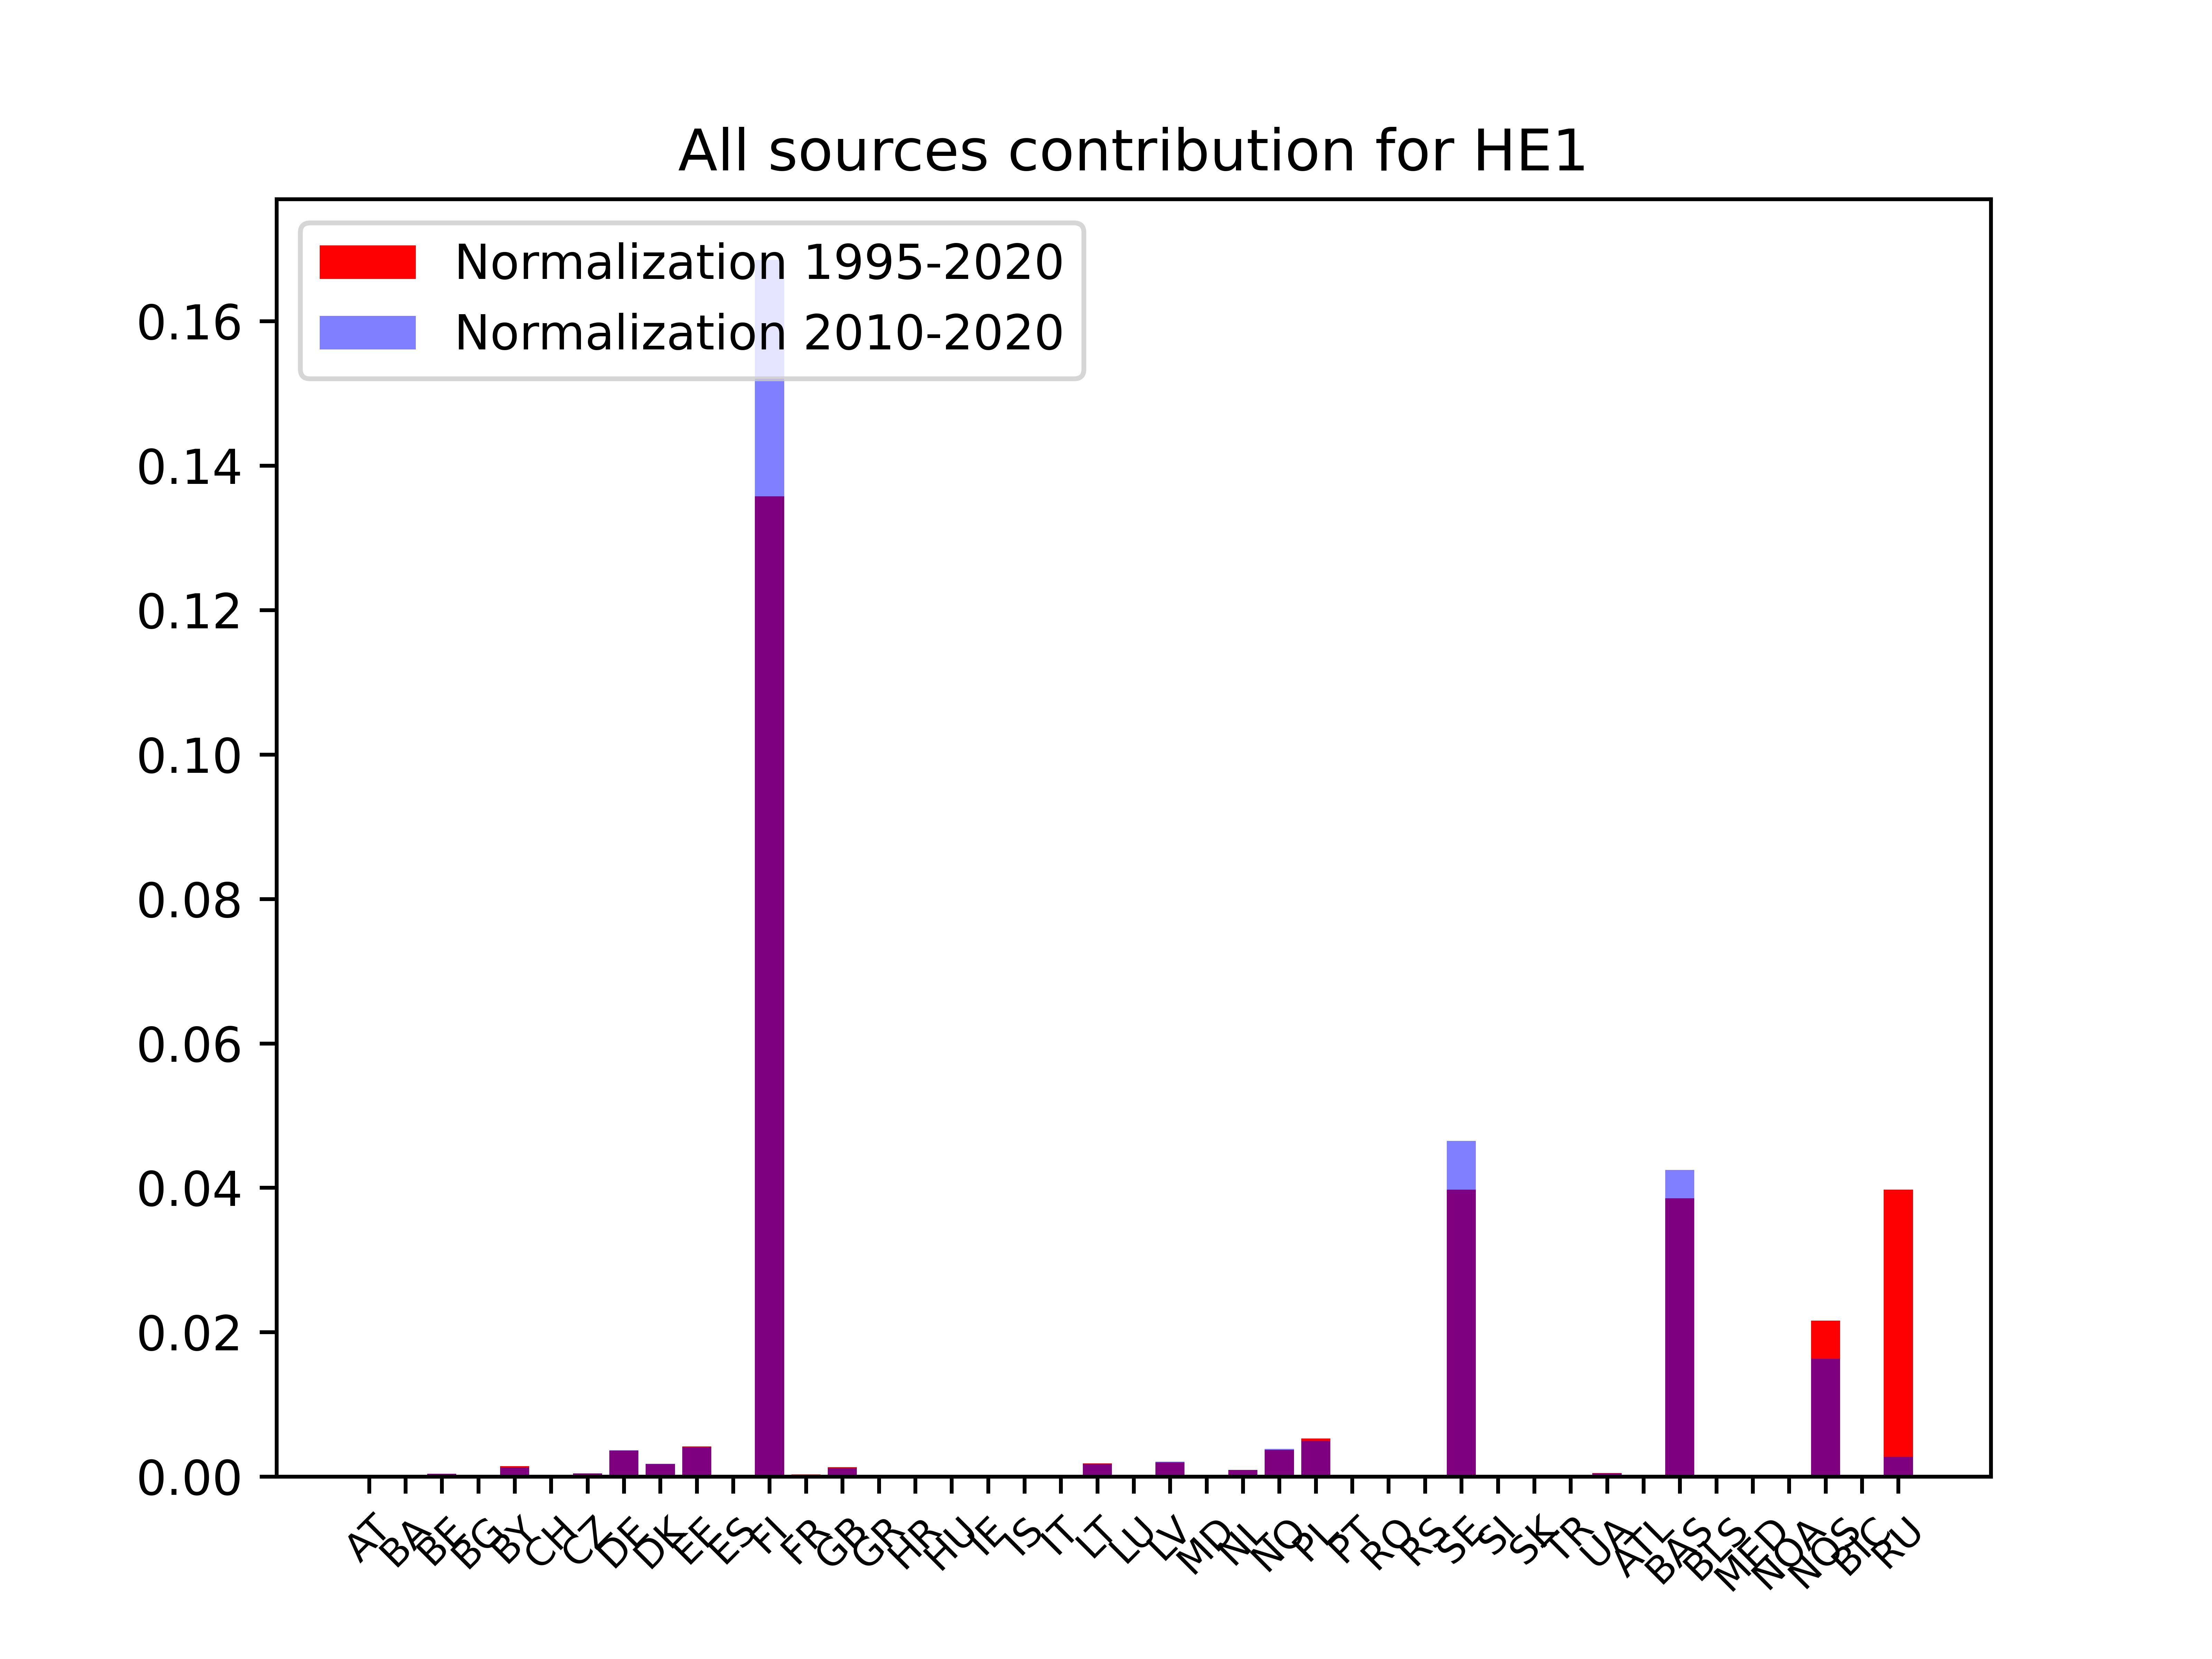 All sources contribution for HE1
Normalization 1995-2020
Normalization 2010-2020
0.16
0.14
0.12
0.10
0.08
0.06
0.04
0.02
0.00
AT
BA
BE
BG
BY
CH
CZ
DE
DK
EE
ES
FI
FR
GB
GR
HR
HU
IE
IS
IT
LT
LU
LV
MD
NL
NO
PL
PT
RO
RS
SE
SI
SK
TR
UA
ATL
BAS
BLS
MED
NOA
NOS
BIC
RU